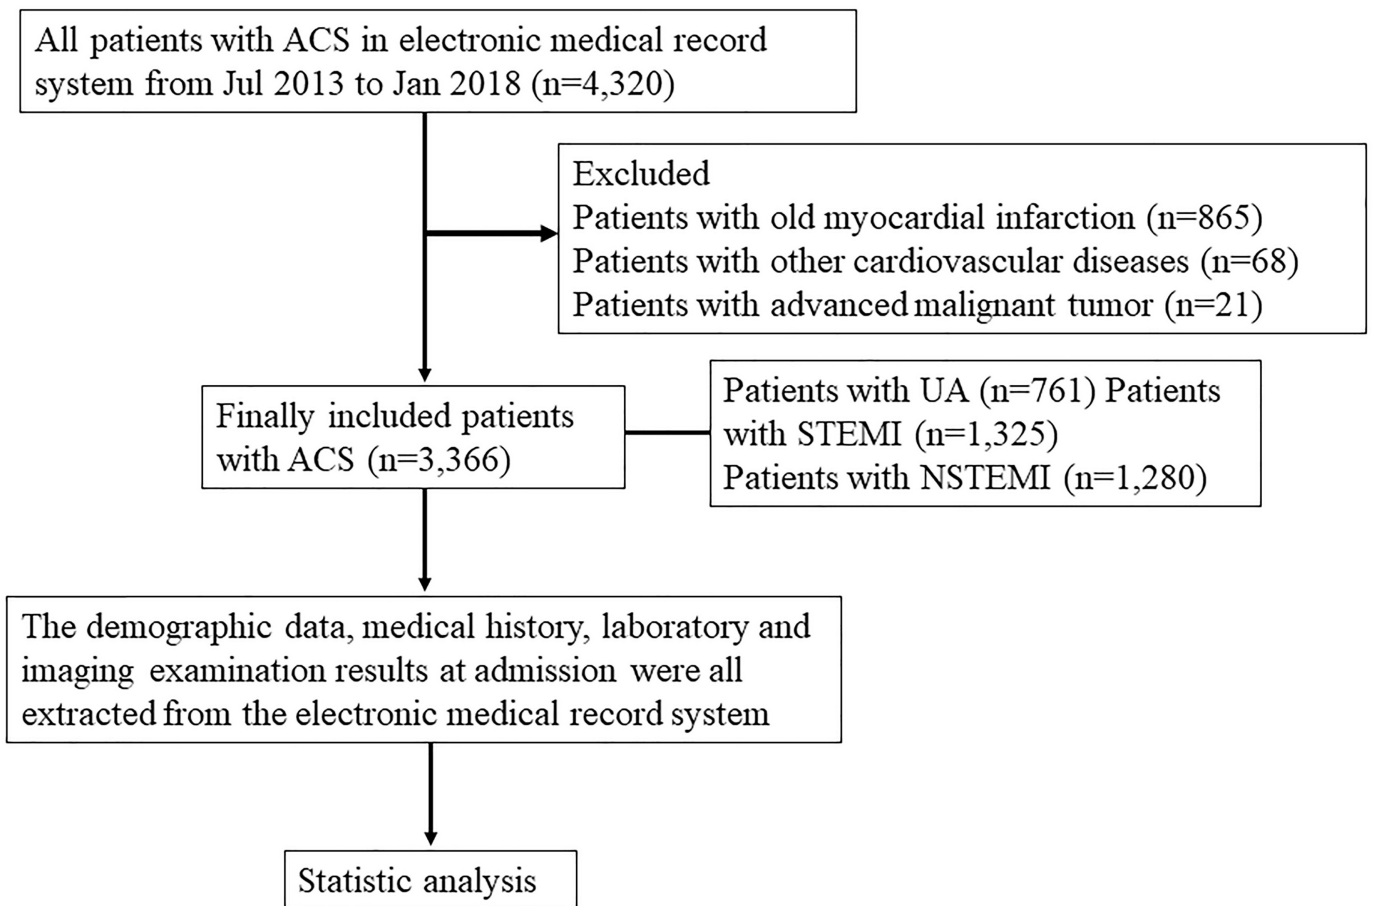 All patients with ACS in electronic medical record
system from Jul 2013 to Jan 2018 (n=4,320)
Excluded
Patients with old myocardial infarction (n=865)
Patients with other cardiovascular diseases (n=68)
Patients with advanced malignant tumor (n=21)
Finally included patients
with ACS (n=3,366)
Patients with UA (n=761) Patients
with STEMI (n=1,325)
Patients with NSTEMI (n=1,280)
The demographic data, medical history, laboratory and
imaging examination results at admission were all
extracted from the electronic medical record system
Statistic analysis